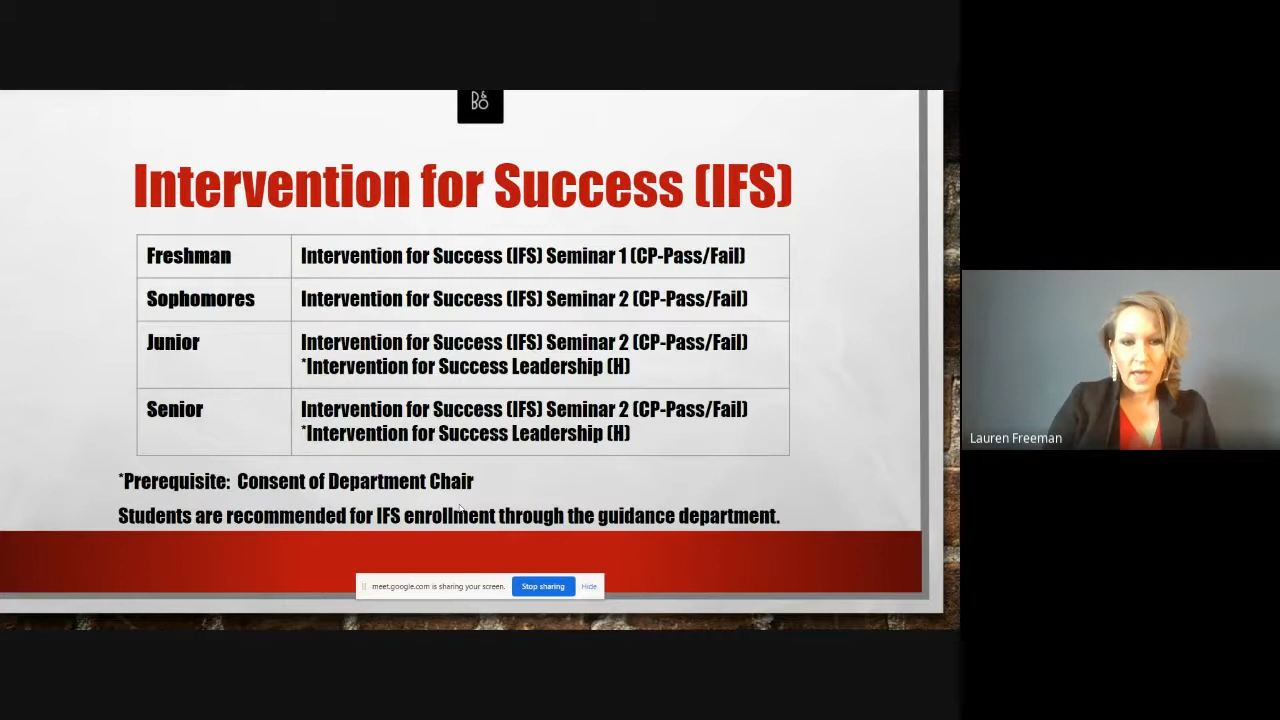 D&
BO
Intervention for Success (IFS)
Freshman Intervention for Success (IFS) Seminar 1 (CP-Pass/Fail)
Sophomores Intervention for Success (IFS) Seminar 2 (CP-Pass/Fail)
Junior Intervention for Success (IFS) Seminar 2 (CP-Pass/Fail)
*Intervention for Success Leadership (H)
Senior Intervention for Success (IFS) Seminar 2 (CP-Pass/Fail)
*Intervention for Success Leadership (H)
*Prerequisite: Consent of Department Chair
Students are recommended for IFS enrollment through the guidance department.
meet.google.com is sharing your screen. Stop sharing Hide
Lauren Freeman